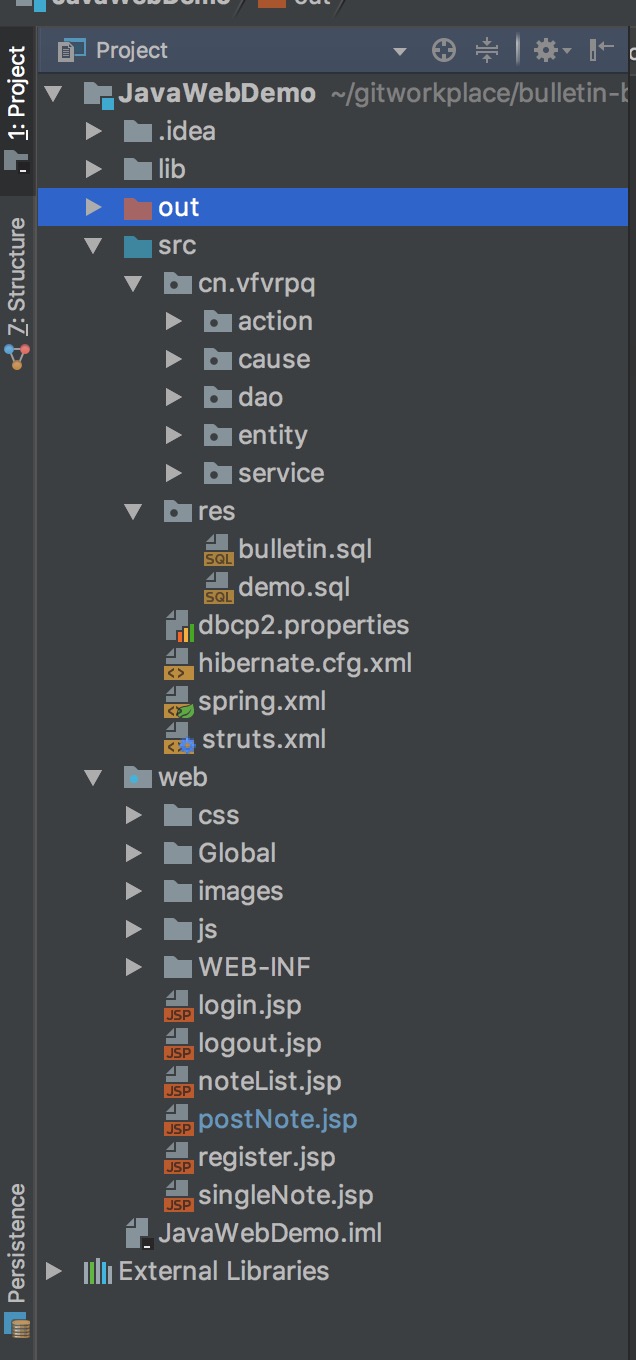 Project
JavaWebDemo ~/gitworkplace/bulletin-b
.idea
lib
out
src
cn.vfvrpq
action
cause
dao
entity
service
res
SQL bulletin.sql
SQL demo.sql
dbcp2.properties
hibernate.cfg.xml
spring.xml
struts.xml
web
css
Global
images
js
WEB-INF
JSP login.jsp
JSP logout.jsp
JSP noteList.jsp
JSP postNote.jsp
JSP register.jsp
JSP singleNote.jsp
JavaWebDemo.iml
External Libraries
1: Project
7: Structure
Persistence